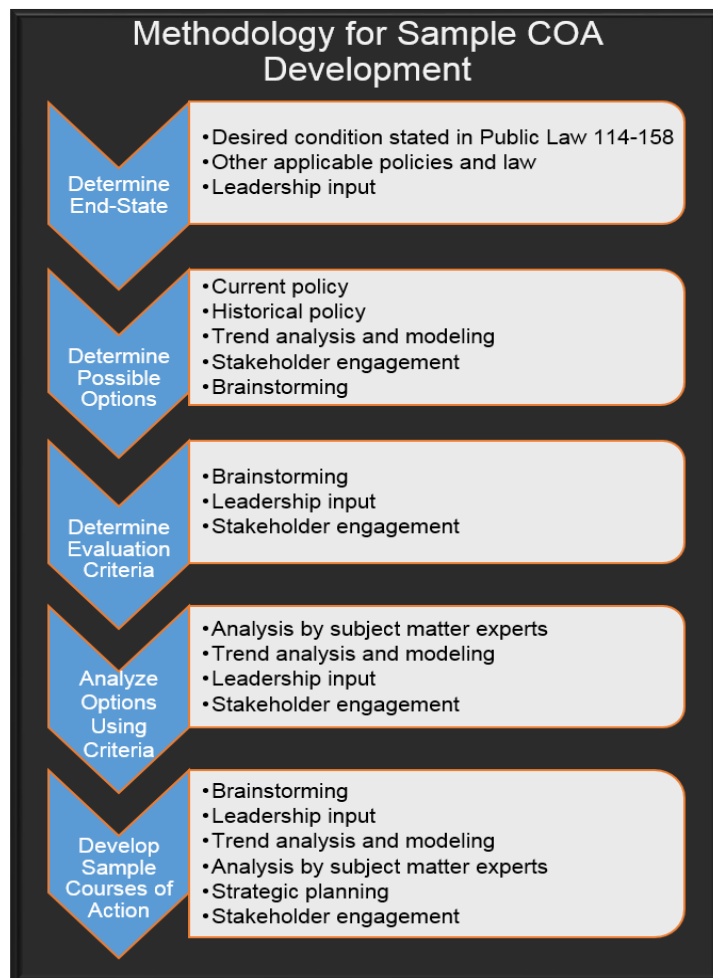 Methodology for Sample COA
Development
Determine
End-State
•Desired condition stated in Public Law 114-158
•Other applicable policies and law
•Leadership input
Determine
Possible
Options
•Current policy
•Historical policy
•Trend analysis and modeling
•Stakeholder engagement
•Brainstorming
Determine
Evaluation
Criteria
•Brainstorming
•Leadership input
•Stakeholder engagement
Analyze
Options
Using
Criteria
•Analysis by subject matter experts
•Trend analysis and modeling
•Leadership input
•Stakeholder engagement
Develop
Sample
Courses of
Action
•Brainstorming
•Leadership input
•Trend analysis and modeling
•Analysis by subject matter experts
•Strategic planning
•Stakeholder engagement